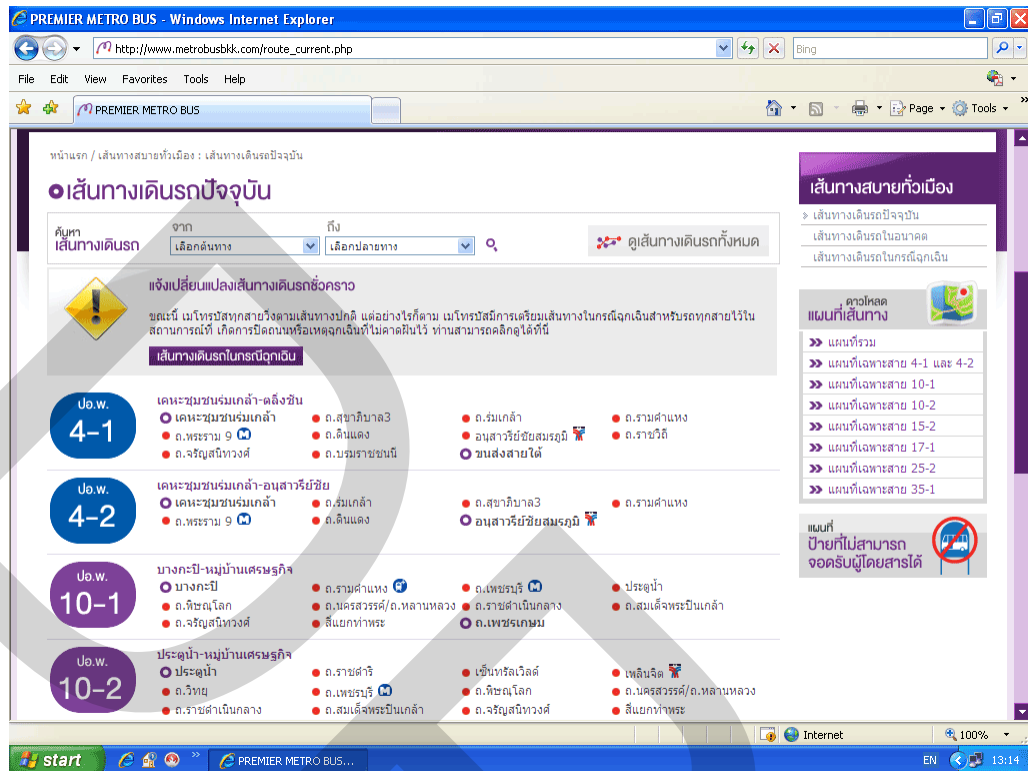 PREMIER METRO BUS - Windows Internet Explorer
http://www.metrobusbkk.com/route_current.php
Bing
File Edit View Favorites Tools Help
PREMIER METRO BUS
Page Tools
หน้าแรก / เส้นทางสบายทั่วเมือง : เส้นทางเดินรถปัจจุบัน
เส้นทางเดินรถปัจจุบัน
ค้นหา
เส้นทางเดินรถ
จาก ถึง
เลือกต้นทาง เลือกปลายทาง
ดูเส้นทางเดินรถทั้งหมด
แจ้งเปลี่ยนแปลงเส้นทางเดินรถชั่วคราว
ขณะนี้ เมโทรบัสทุกสายวิ่งตามเส้นทางปกติ แต่อย่างไรก็ตาม เมโทรบัสมีการเตรียมเส้นทางในกรณีฉุกเฉินสำหรับรถทุกสายไว้ใน
สถานการณ์ที่ เกิดการปิดถนนหรือเหตุฉุกเฉินที่ไม่คาดฝันไว้ ท่านสามารถคลิกดูได้ที่นี่
เส้นทางเดินรถในกรณีฉุกเฉิน
ปอ.พ.
4-1
เคหะชุมชนร่มเกล้า-ตลิ่งชัน
เคหะชุมชนร่มเกล้า ถ.สุขาภิบาล3 ถ.ร่มเกล้า ถ.รามคำแหง
ถ.พระราม 9 ถ.ดินแดง อนุสาวรีย์ชัยสมรภูมิ ถ.ราชวิถี
ถ.จรัญสนิทวงศ์ ถ.บรมราชชนนี ขนส่งสายใต้
ปอ.พ.
4-2
เคหะชุมชนร่มเกล้า-อนุสาวรีย์ชัย
เคหะชุมชนร่มเกล้า ถ.ร่มเกล้า ถ.สุขาภิบาล3 ถ.รามคำแหง
ถ.พระราม 9 ถ.ดินแดง อนุสาวรีย์ชัยสมรภูมิ
ปอ.พ.
10-1
บางกะปิ-หมู่บ้านเศรษฐกิจ
บางกะปิ ถ.รามคำแหง ถ.เพชรบุรี ประตูน้ำ
ถ.พิษณุโลก ถ.นครสวรรค์/ถ.หลานหลวง ถ.ราชดำเนินกลาง ถ.สมเด็จพระปิ่นเกล้า
ถ.จรัญสนิทวงศ์ สี่แยกท่าพระ ถ.เพชรเกษม
ปอ.พ.
10-2
ประตูน้ำ-หมู่บ้านเศรษฐกิจ
ประตูน้ำ ถ.ราชดำริ เซ็นทรัลเวิลด์ เพลินจิต
ถ.วิทยุ ถ.เพชรบุรี ถ.พิษณุโลก ถ.นครสวรรค์/ถ.หลานหลวง
ถ.ราชดำเนินกลาง ถ.สมเด็จพระปิ่นเกล้า ถ.จรัญสนิทวงศ์ สี่แยกท่าพระ
เส้นทางสบายทั่วเมือง
เส้นทางเดินรถปัจจุบัน
เส้นทางเดินรถในอนาคต
เส้นทางเดินรถในกรณีฉุกเฉิน
ดาวโหลด
แผนที่เส้นทาง
แผนที่รวม
แผนที่เฉพาะสาย 4-1 และ 4-2
แผนที่เฉพาะสาย 10-1
แผนที่เฉพาะสาย 10-2
แผนที่เฉพาะสาย 15-2
แผนที่เฉพาะสาย 17-1
แผนที่เฉพาะสาย 25-2
แผนที่เฉพาะสาย 35-1
แผนที่
ป้ายที่ไม่สามารถ
จอดรับผู้โดยสารได้
Internet 100%
start PREMIER METRO BUS... EN 13:14